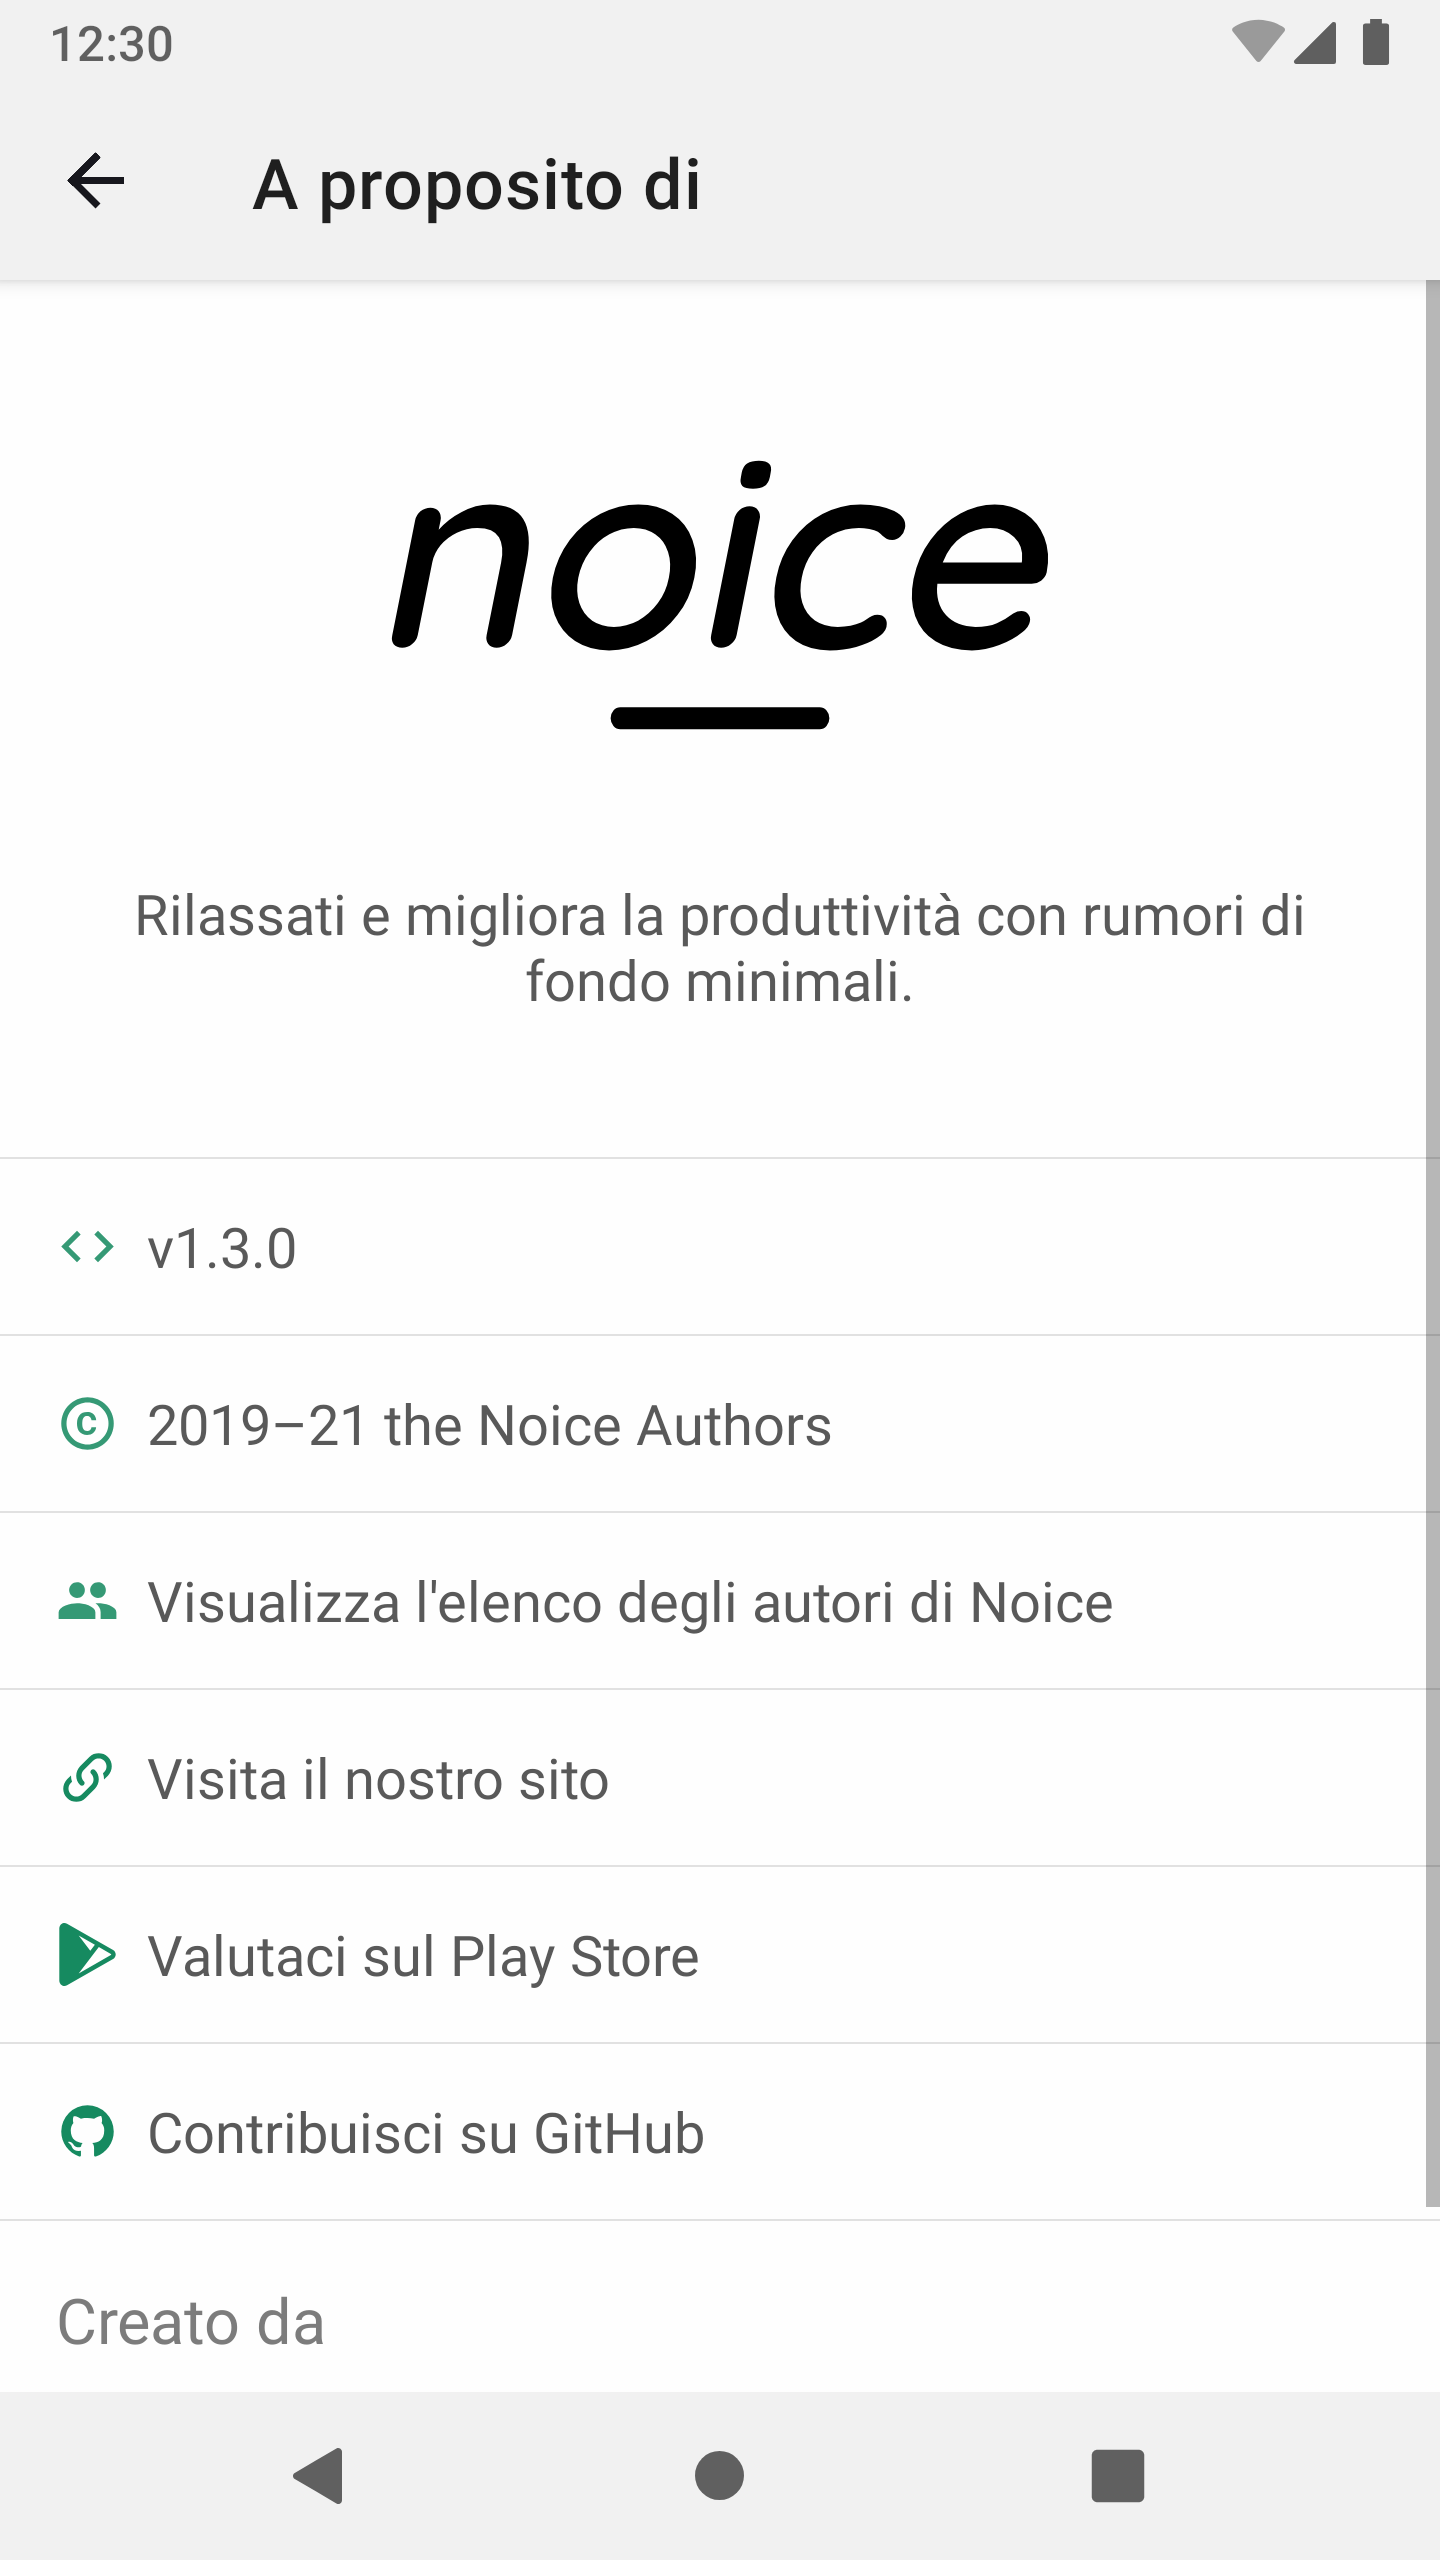 12:30
A proposito di
noice
Rilassati e migliora la produttività con rumori di
fondo minimali.
v1.3.0
2019–21 the Noice Authors
Visualizza l'elenco degli autori di Noice
Visita il nostro sito
Valutaci sul Play Store
Contribuisci su GitHub
Creato da